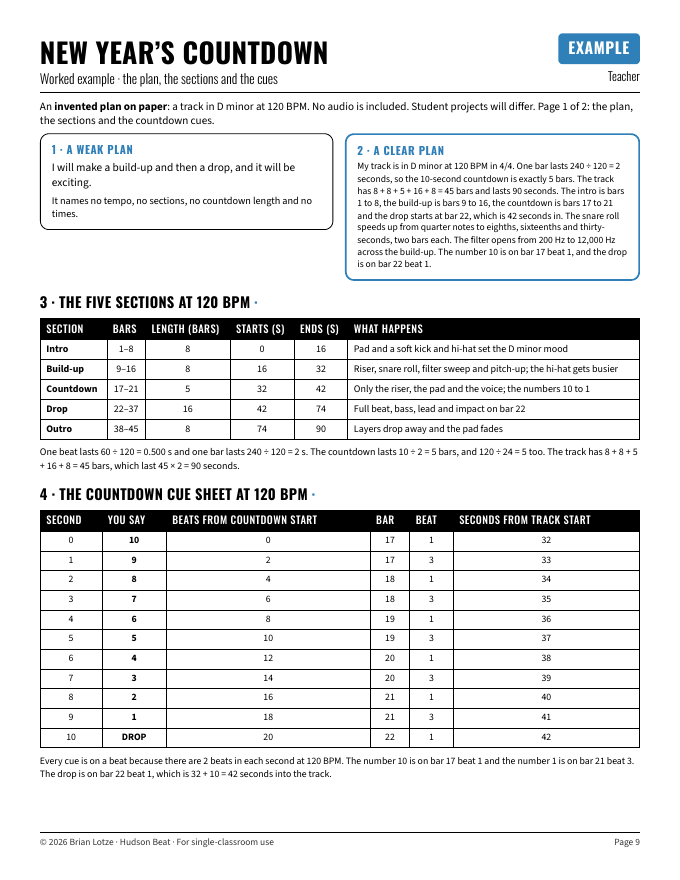 NEW YEAR’S COUNTDOWN
EXAMPLE
Worked example · the plan, the sections and the cues
Teacher
An invented plan on paper: a track in D minor at 120 BPM. No audio is included. Student projects will differ. Page 1 of 2: the plan,
the sections and the countdown cues.
1 · A WEAK PLAN
I will make a build-up and then a drop, and it will be
exciting.
It names no tempo, no sections, no countdown length and no
times.
2 · A CLEAR PLAN
My track is in D minor at 120 BPM in 4/4. One bar lasts 240 ÷ 120 = 2
seconds, so the 10-second countdown is exactly 5 bars. The track
has 8 + 8 + 5 + 16 + 8 = 45 bars and lasts 90 seconds. The intro is bars
1 to 8, the build-up is bars 9 to 16, the countdown is bars 17 to 21
and the drop starts at bar 22, which is 42 seconds in. The snare roll
speeds up from quarter notes to eighths, sixteenths and thirty-
seconds, two bars each. The filter opens from 200 Hz to 12,000 Hz
across the build-up. The number 10 is on bar 17 beat 1, and the drop
is on bar 22 beat 1.
3 · THE FIVE SECTIONS AT 120 BPM ·
SECTION BARS LENGTH (BARS) STARTS (S) ENDS (S) WHAT HAPPENS
Intro 1–8 8 0 16 Pad and a soft kick and hi-hat set the D minor mood
Build-up 9–16 8 16 32 Riser, snare roll, filter sweep and pitch-up; the hi-hat gets busier
Countdown 17–21 5 32 42 Only the riser, the pad and the voice; the numbers 10 to 1
Drop 22–37 16 42 74 Full beat, bass, lead and impact on bar 22
Outro 38–45 8 74 90 Layers drop away and the pad fades
One beat lasts 60 ÷ 120 = 0.500 s and one bar lasts 240 ÷ 120 = 2 s. The countdown lasts 10 ÷ 2 = 5 bars, and 120 ÷ 24 = 5 too. The track has 8 + 8 + 5
+ 16 + 8 = 45 bars, which last 45 × 2 = 90 seconds.
4 · THE COUNTDOWN CUE SHEET AT 120 BPM ·
SECOND YOU SAY BEATS FROM COUNTDOWN START BAR BEAT SECONDS FROM TRACK START
0 10 0 17 1 32
1 9 2 17 3 33
2 8 4 18 1 34
3 7 6 18 3 35
4 6 8 19 1 36
5 5 10 19 3 37
6 4 12 20 1 38
7 3 14 20 3 39
8 2 16 21 1 40
9 1 18 21 3 41
10 DROP 20 22 1 42
Every cue is on a beat because there are 2 beats in each second at 120 BPM. The number 10 is on bar 17 beat 1 and the number 1 is on bar 21 beat 3.
The drop is on bar 22 beat 1, which is 32 + 10 = 42 seconds into the track.
© 2026 Brian Lotze · Hudson Beat · For single-classroom use
Page 9